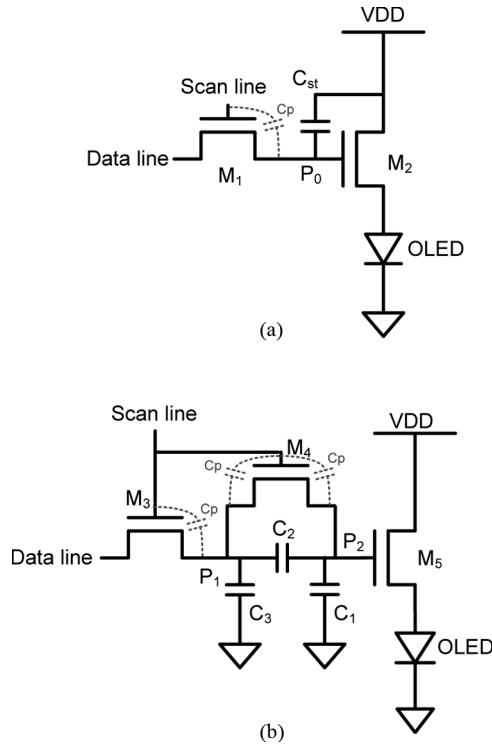 VDD
Cst
Scan line
Cp
Data line
M1
P0
M2
OLED
(a)
Scan line
VDD
M4
Cp
Cp
M3
Cp
C2
P2
Data line
P1
M5
C3
C1
OLED
(b)